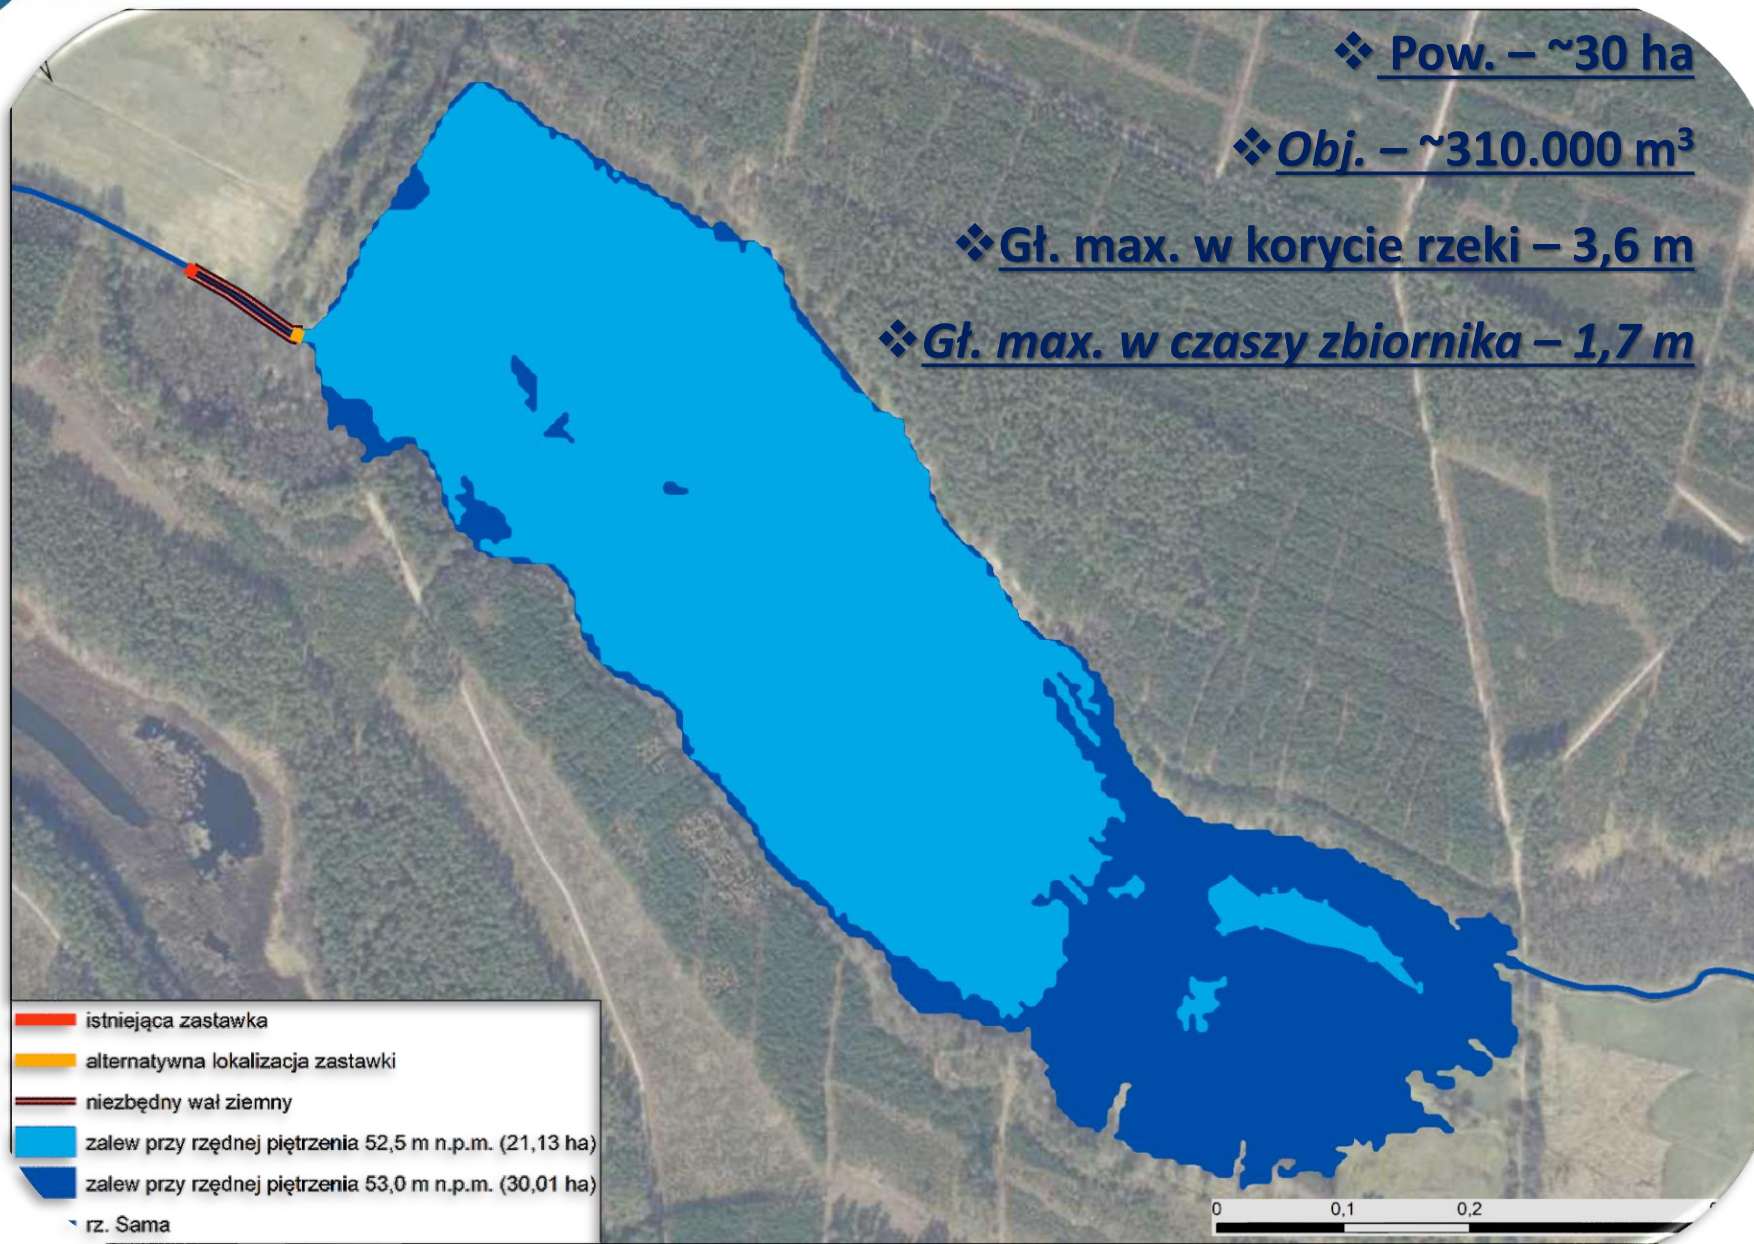 ❖ Pow. – ~30 ha
❖ Obj. – ~310.000 m³
❖ Gł. max. w korycie rzeki – 3,6 m
❖ Gł. max. w czaszy zbiornika – 1,7 m
istniejąca zastawka
alternatywna lokalizacja zastawki
niezbędny wał ziemny
zalew przy rzędnej piętrzenia 52,5 m n.p.m. (21,13 ha)
zalew przy rzędnej piętrzenia 53,0 m n.p.m. (30,01 ha)
rz. Sama
0 0,1 0,2